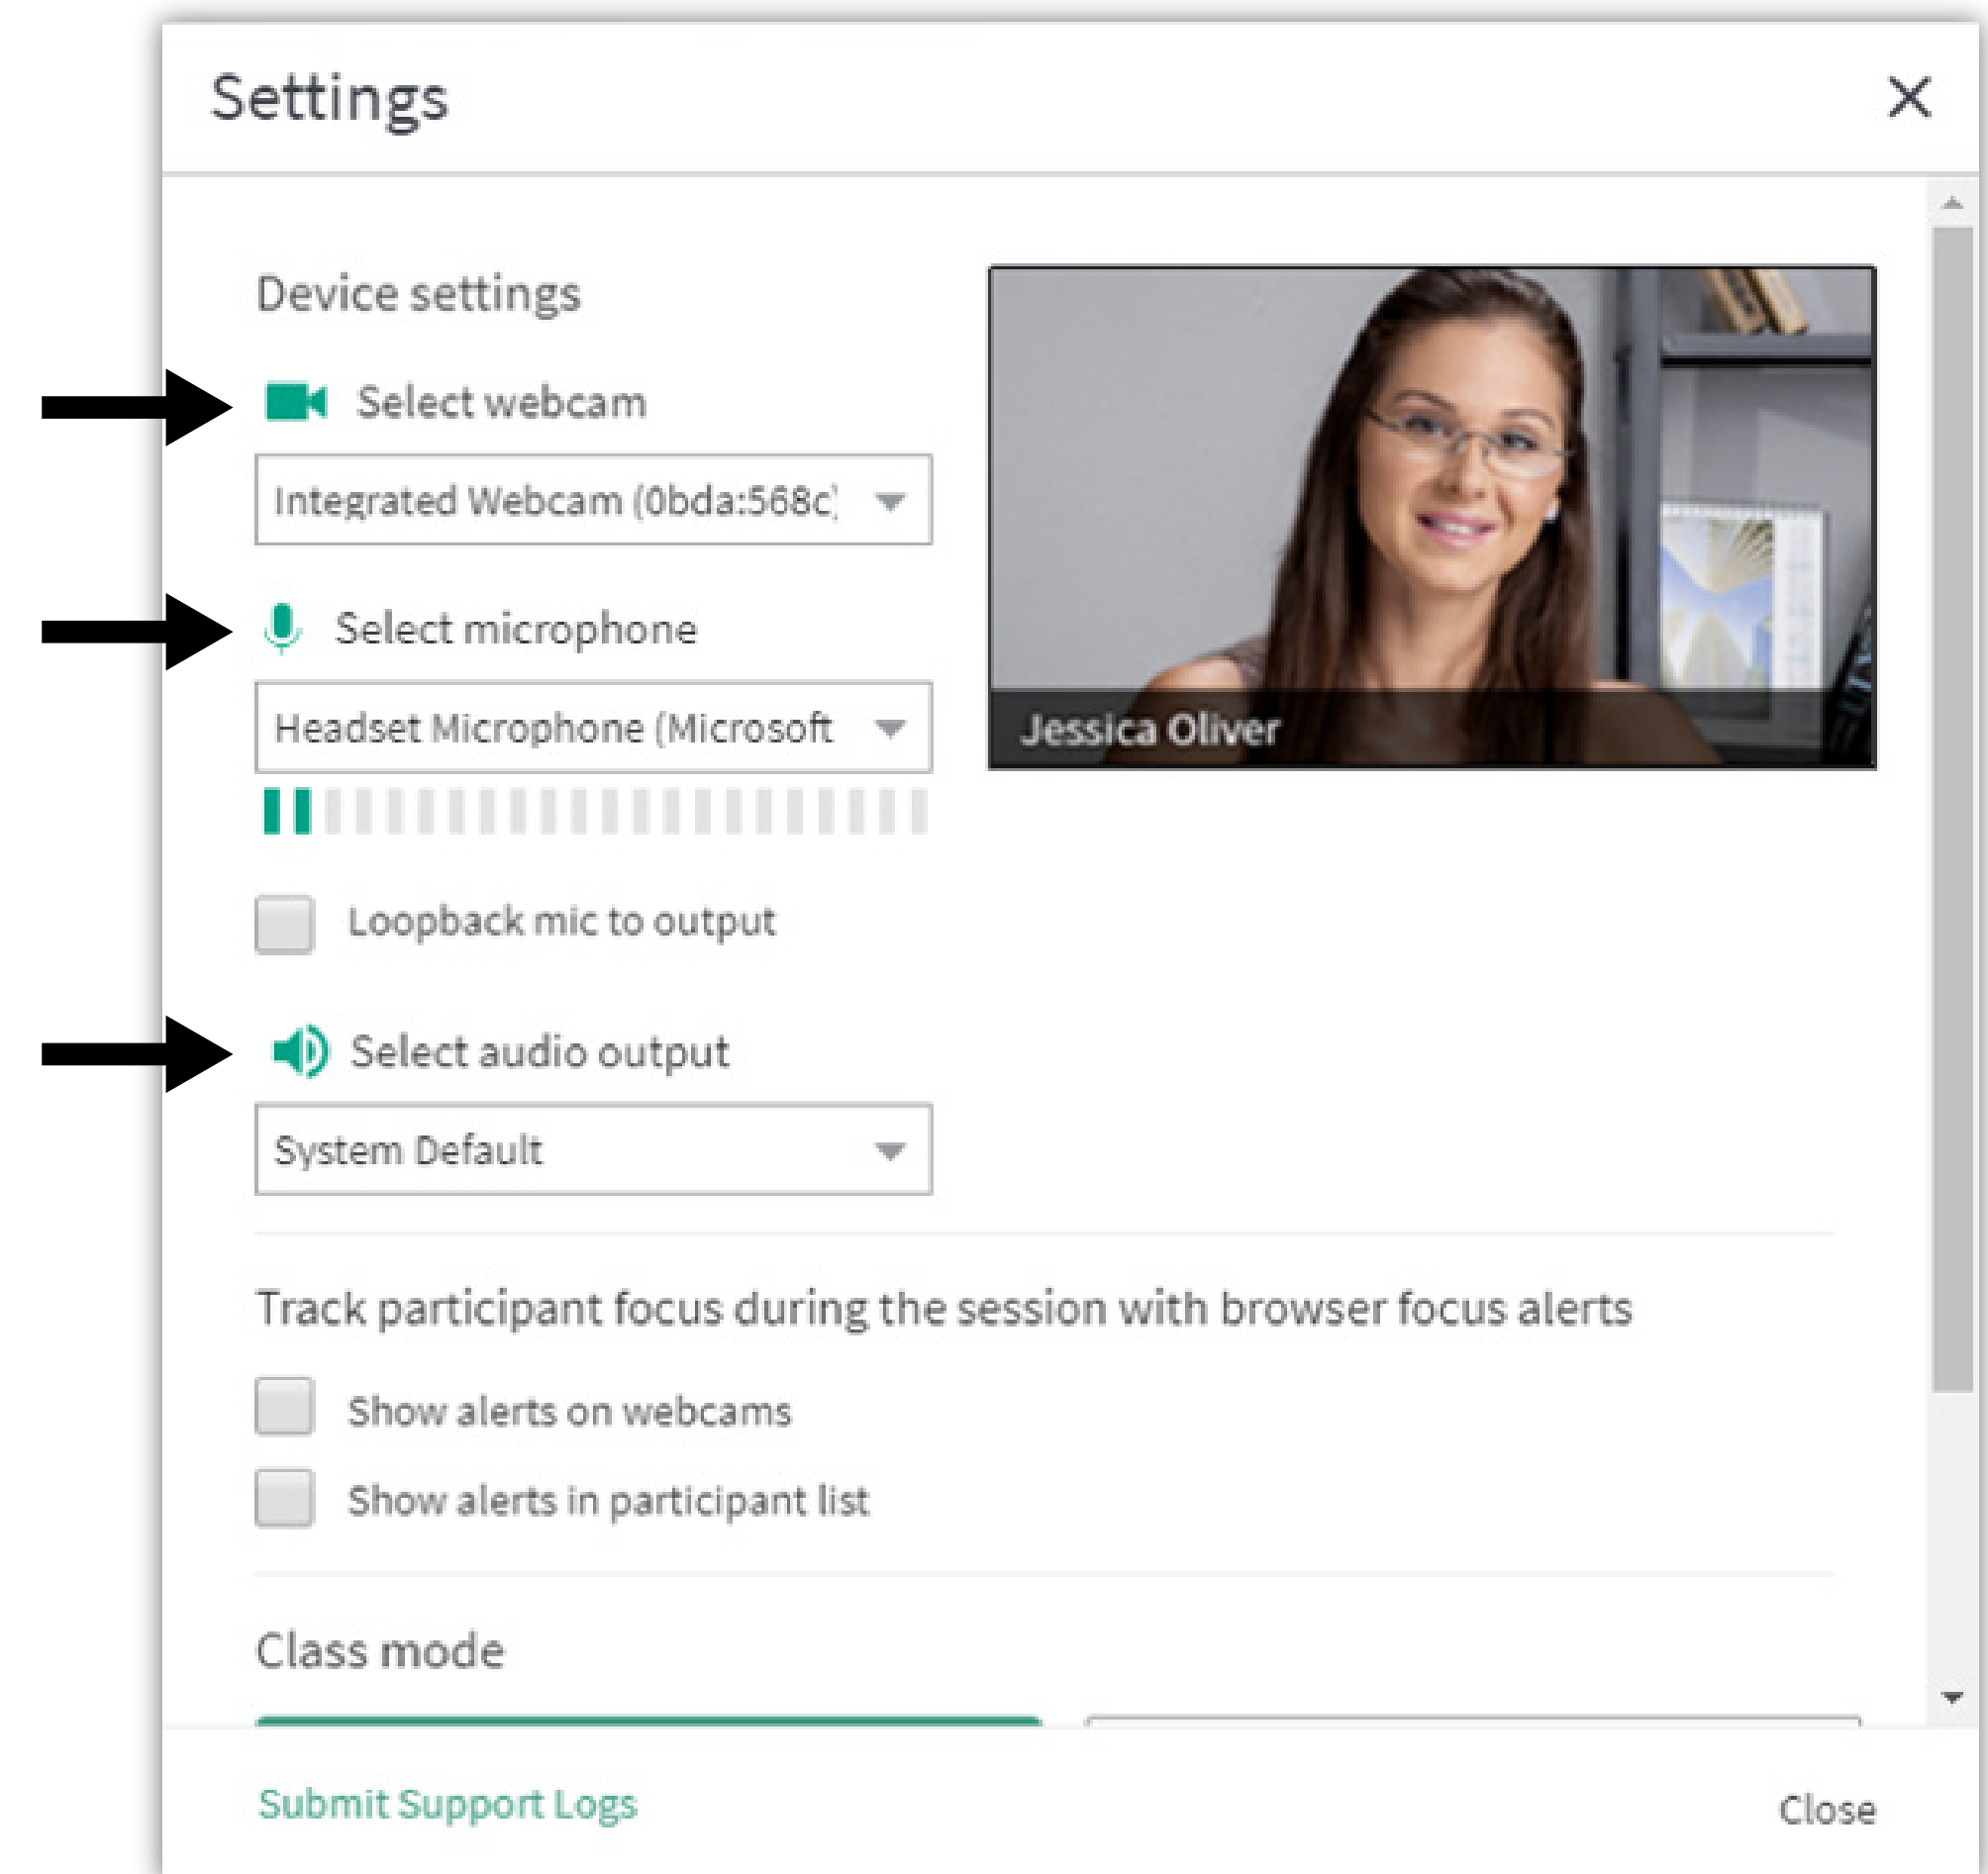 Settings
Device settings
Select webcam
Integrated Webcam (0bda:568c)
Select microphone
Headset Microphone (Microsoft
Jessica Oliver
Loopback mic to output
Select audio output
System Default
Track participant focus during the session with browser focus alerts
Show alerts on webcams
Show alerts in participant list
Class mode
Submit Support Logs
Close